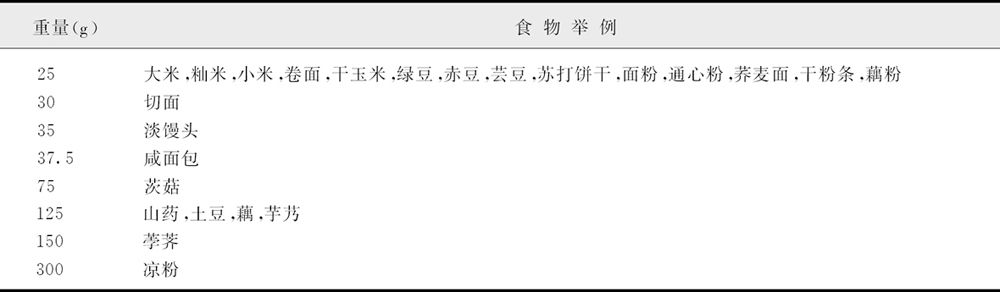 重量(g) 食物举例
25 大米,籼米,小米,卷面,干玉米,绿豆,赤豆,芸豆,苏打饼干,面粉,通心粉,荞麦面,干粉条,藕粉
30 切面
35 淡馒头
37.5 咸面包
75 茨菇
125 山药,土豆,藕,芋艿
150 荸荠
300 凉粉